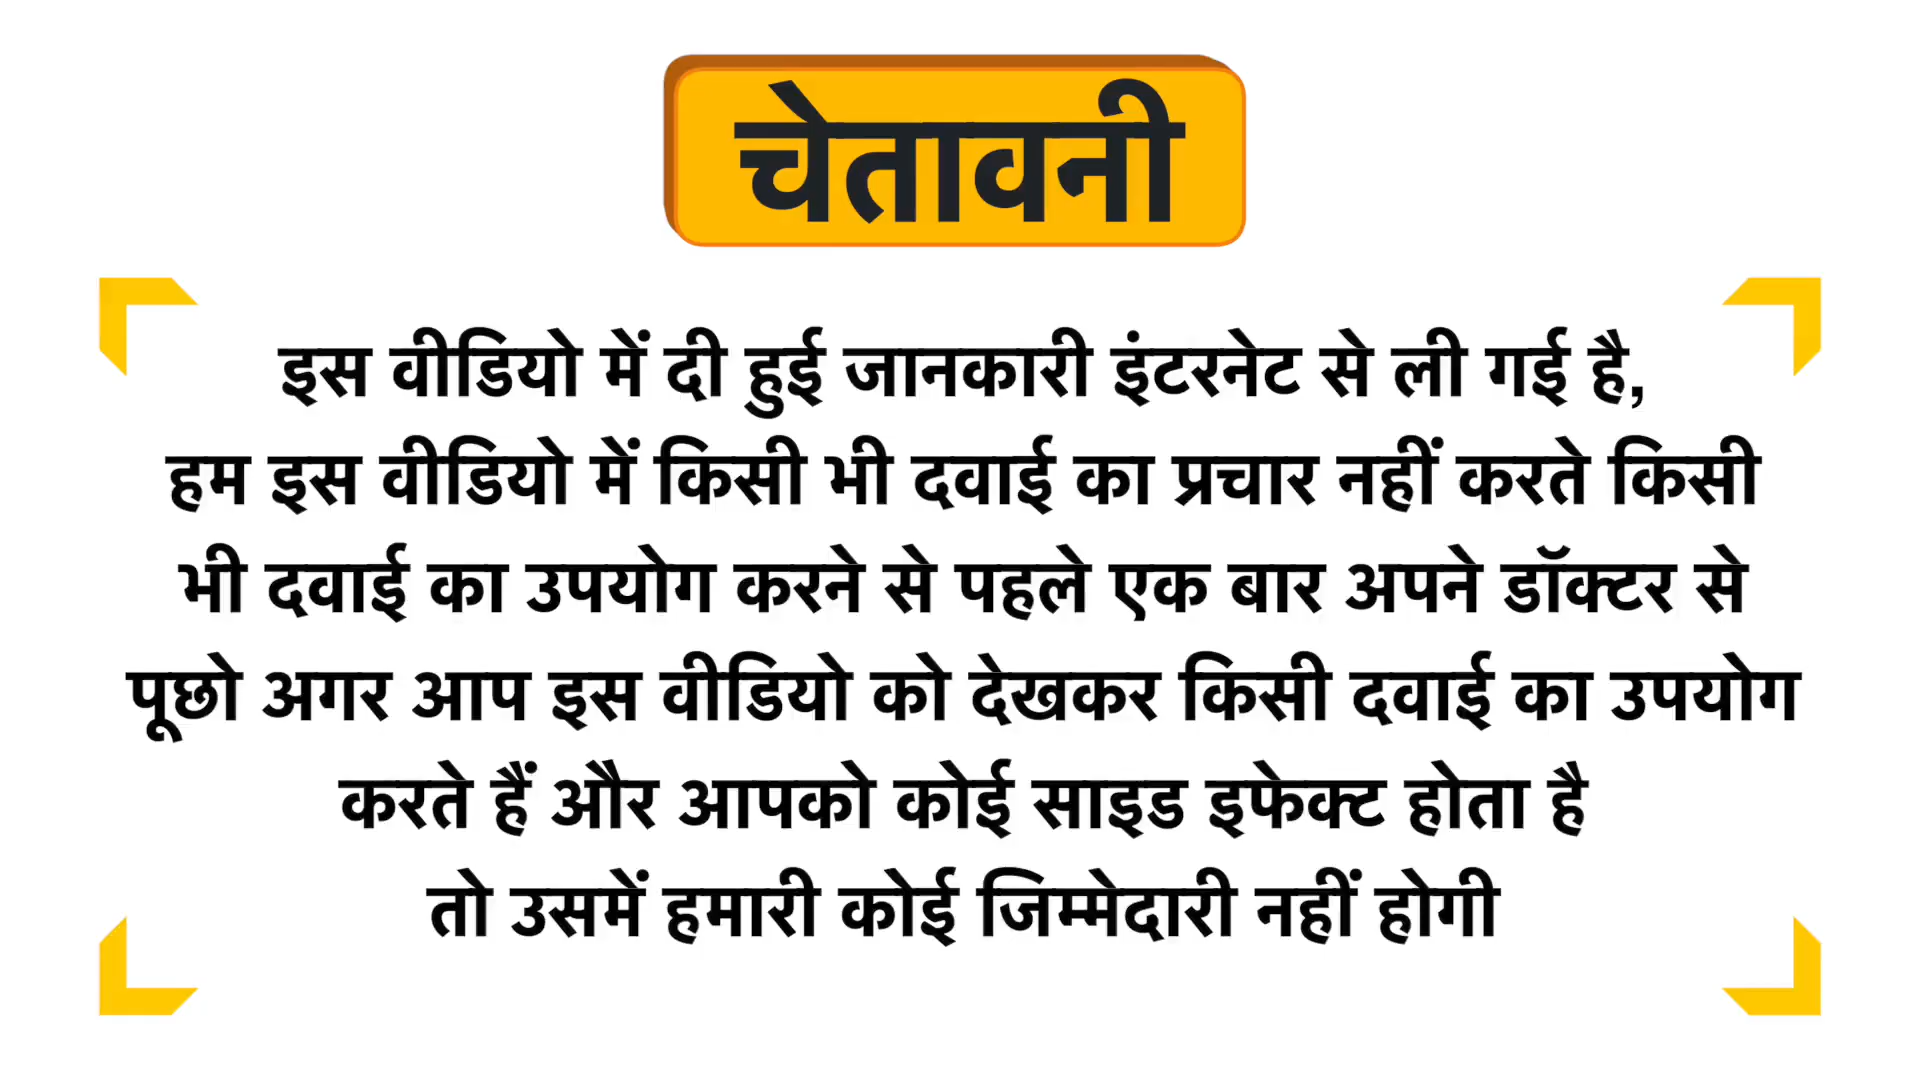 चेतावनी
इस वीडियो में दी हुई जानकारी इंटरनेट से ली गई है,
हम इस वीडियो में किसी भी दवाई का प्रचार नहीं करते किसी
भी दवाई का उपयोग करने से पहले एक बार अपने डॉक्टर से
पूछो अगर आप इस वीडियो को देखकर किसी दवाई का उपयोग
करते हैं और आपको कोई साइड इफेक्ट होता है
तो उसमें हमारी कोई जिम्मेदारी नहीं होगी